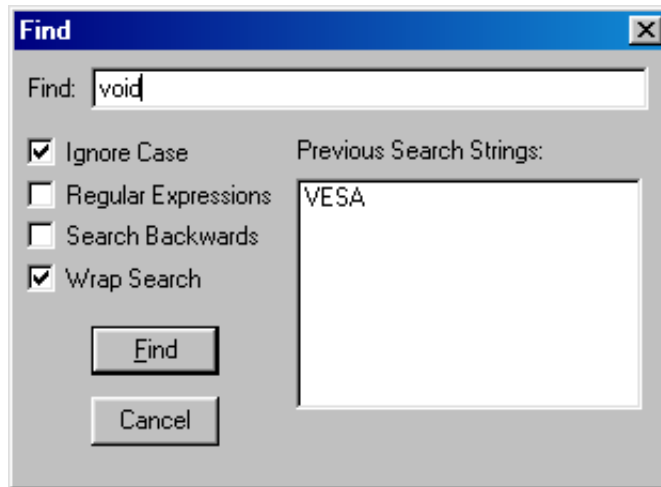 Find
Find: void
Ignore Case
Previous Search Strings:
Regular Expressions
VESA
Search Backwards
Wrap Search
Find
Cancel